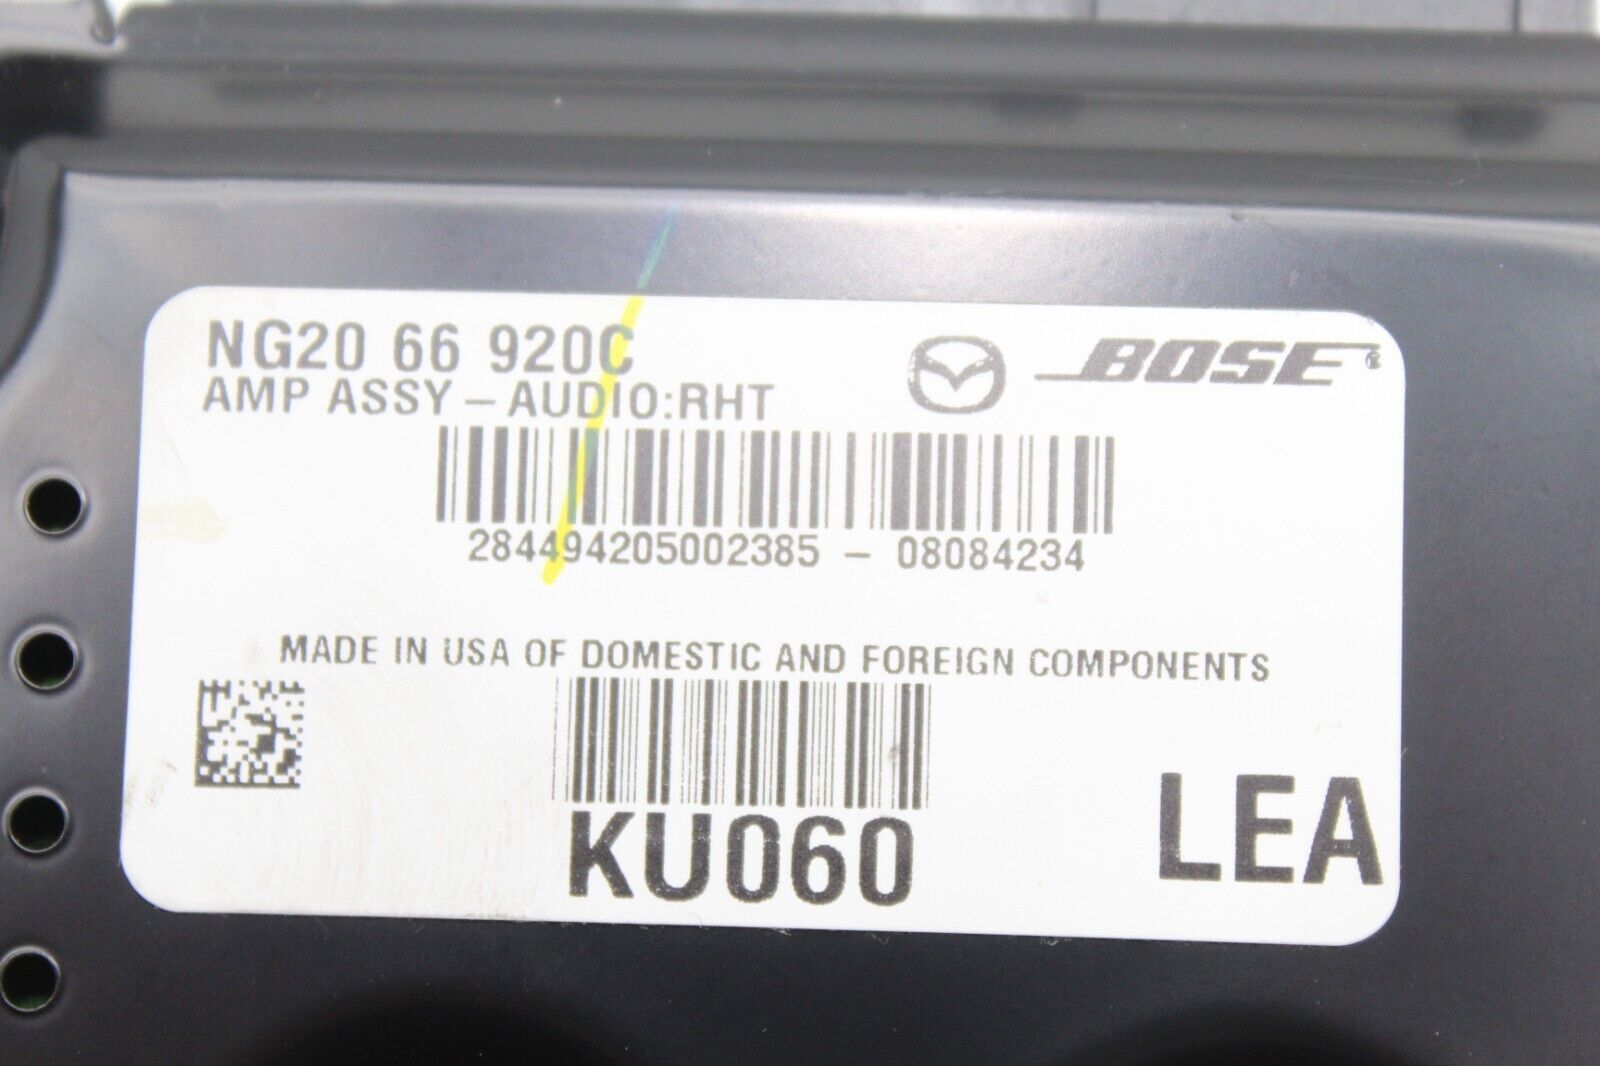 NG20 66 920C
AMP ASSY – AUDIO:RHT
BOSE®
284494205002385 – 08084234
MADE IN USA OF DOMESTIC AND FOREIGN COMPONENTS
KU060
LEA